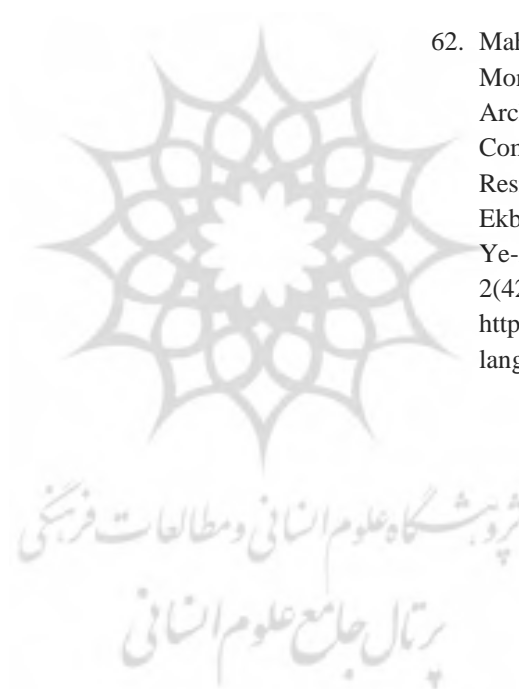 62. Mah
Mor
Arc
Con
Res
Ekb
Ye-
2(42
http
lang
پژوهشگاه علوم انسانی و مطالعات فرهنگی
پرتال جامع علوم انسانی